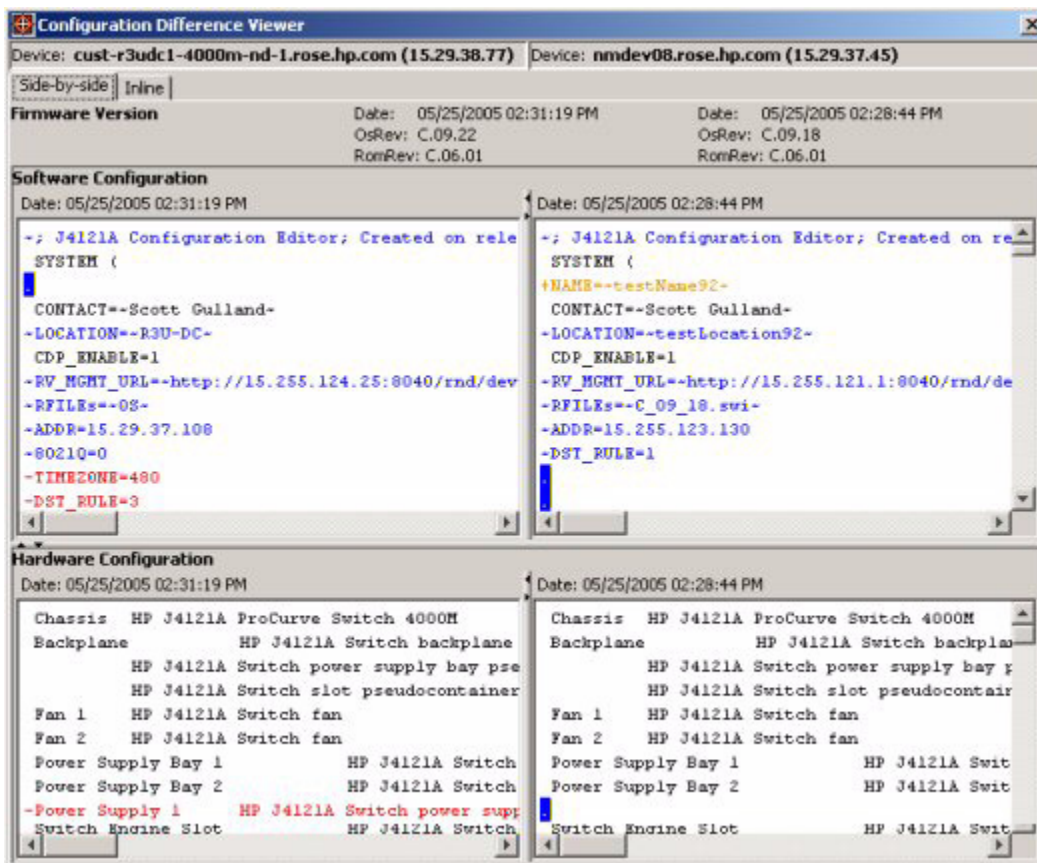 Configuration Difference Viewer
Device: cust-r3udc1-4000m-nd-1.rose.hp.com (15.29.38.77) Device: nmdev08.rose.hp.com (15.29.37.45)
Side-by-side Inline
Firmware Version Date: 05/25/2005 02:31:19 PM Date: 05/25/2005 02:28:44 PM
OsRev: C.09.22 OsRev: C.09.18
RomRev: C.06.01 RomRev: C.06.01
Software Configuration
Date: 05/25/2005 02:31:19 PM
~; J4121A Configuration Editor; Created on rele
SYSTEM (
.
CONTACT=~Scott Gulland~
~LOCATION=~R3U-DC~
CDP_ENABLE=1
~RV_MGMT_URL=~http://15.255.124.25:8040/rnd/dev
~RFILEs=~OS~
~ADDR=15.29.37.108
~8021Q=0
-TIMEZONE=480
-DST_RULE=3
Date: 05/25/2005 02:28:44 PM
~; J4121A Configuration Editor; Created on re
SYSTEM (
+NAME=~testName92~
CONTACT=~Scott Gulland~
~LOCATION=~testLocation92~
CDP_ENABLE=1
~RV_MGMT_URL=~http://15.255.121.1:8040/rnd/de
~RFILEs=~C_09_18.swi~
~ADDR=15.255.123.130
~DST_RULE=1
.
.
Hardware Configuration
Date: 05/25/2005 02:31:19 PM
Chassis HP J4121A ProCurve Switch 4000M
Backplane HP J4121A Switch backplane
HP J4121A Switch power supply bay pse
HP J4121A Switch slot pseudocontainer
Fan 1 HP J4121A Switch fan
Fan 2 HP J4121A Switch fan
Power Supply Bay 1 HP J4121A Switch
Power Supply Bay 2 HP J4121A Switch
-Power Supply 1 HP J4121A Switch power supp
Switch Engine Slot HP J4121A Switch
Date: 05/25/2005 02:28:44 PM
Chassis HP J4121A ProCurve Switch 4000M
Backplane HP J4121A Switch backplan
HP J4121A Switch power supply bay p
HP J4121A Switch slot pseudocontair
Fan 1 HP J4121A Switch fan
Fan 2 HP J4121A Switch fan
Power Supply Bay 1 HP J4121A Swit
Power Supply Bay 2 HP J4121A Swit
.
Switch Engine Slot HP J4121A Swit